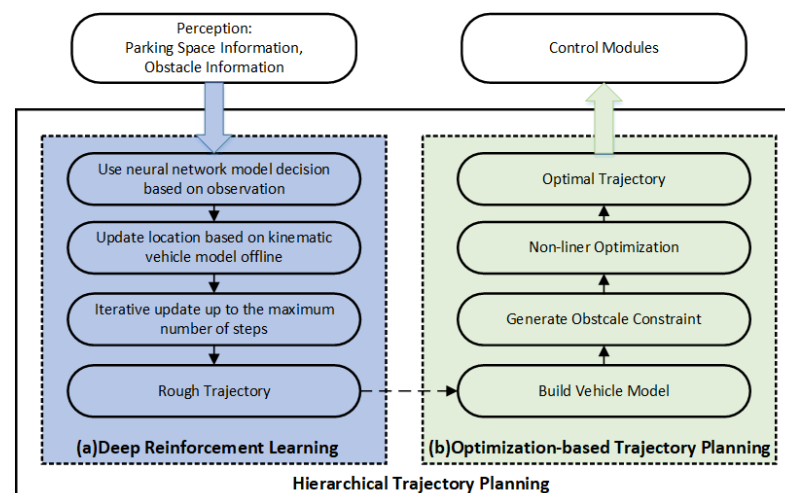 Perception:
Parking Space Information,
Obstacle Information
Control Modules
Use neural network model decision
based on observation
Update location based on kinematic
vehicle model offline
Iterative update up to the maximum
number of steps
Rough Trajectory
(a)Deep Reinforcement Learning
Optimal Trajectory
Non-liner Optimization
Generate Obstcale Constraint
Build Vehicle Model
(b)Optimization-based Trajectory Planning
Hierarchical Trajectory Planning